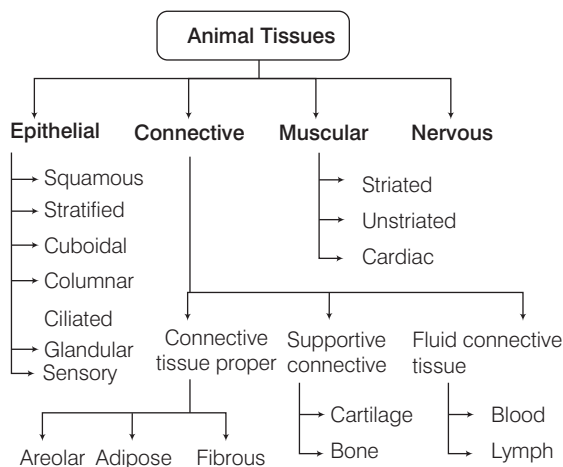 Animal Tissues
Epithelial Connective Muscular Nervous
Squamous
Stratified
Cuboidal
Columnar
Ciliated
Glandular
Sensory
Striated
Unstriated
Cardiac
Connective
tissue proper
Supportive
connective
Fluid connective
tissue
Areolar Adipose Fibrous
Cartilage
Bone
Blood
Lymph